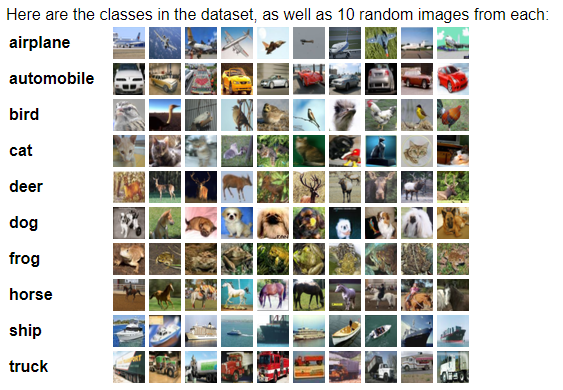 Here are the classes in the dataset, as well as 10 random images from each:
airplane
automobile
bird
cat
deer
dog
frog
horse
ship
truck